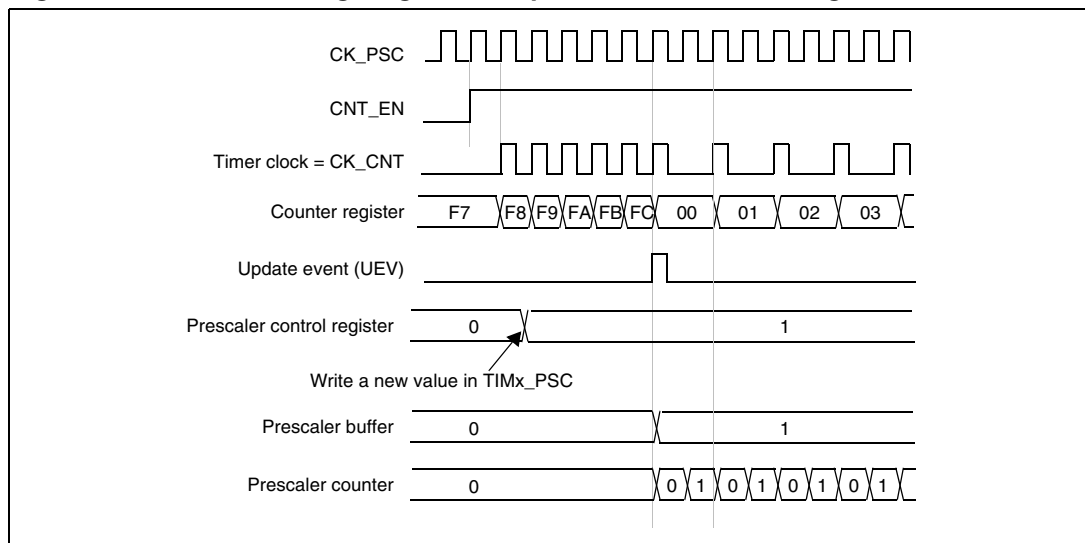 CK_PSC
CNT_EN
Timer clock = CK_CNT
Counter register F7 F8 F9 FA FB FC 00 01 02 03
Update event (UEV)
Prescaler control register 0 1
Write a new value in TIMx_PSC
Prescaler buffer 0 1
Prescaler counter 0 0 1 0 1 0 1 0 1